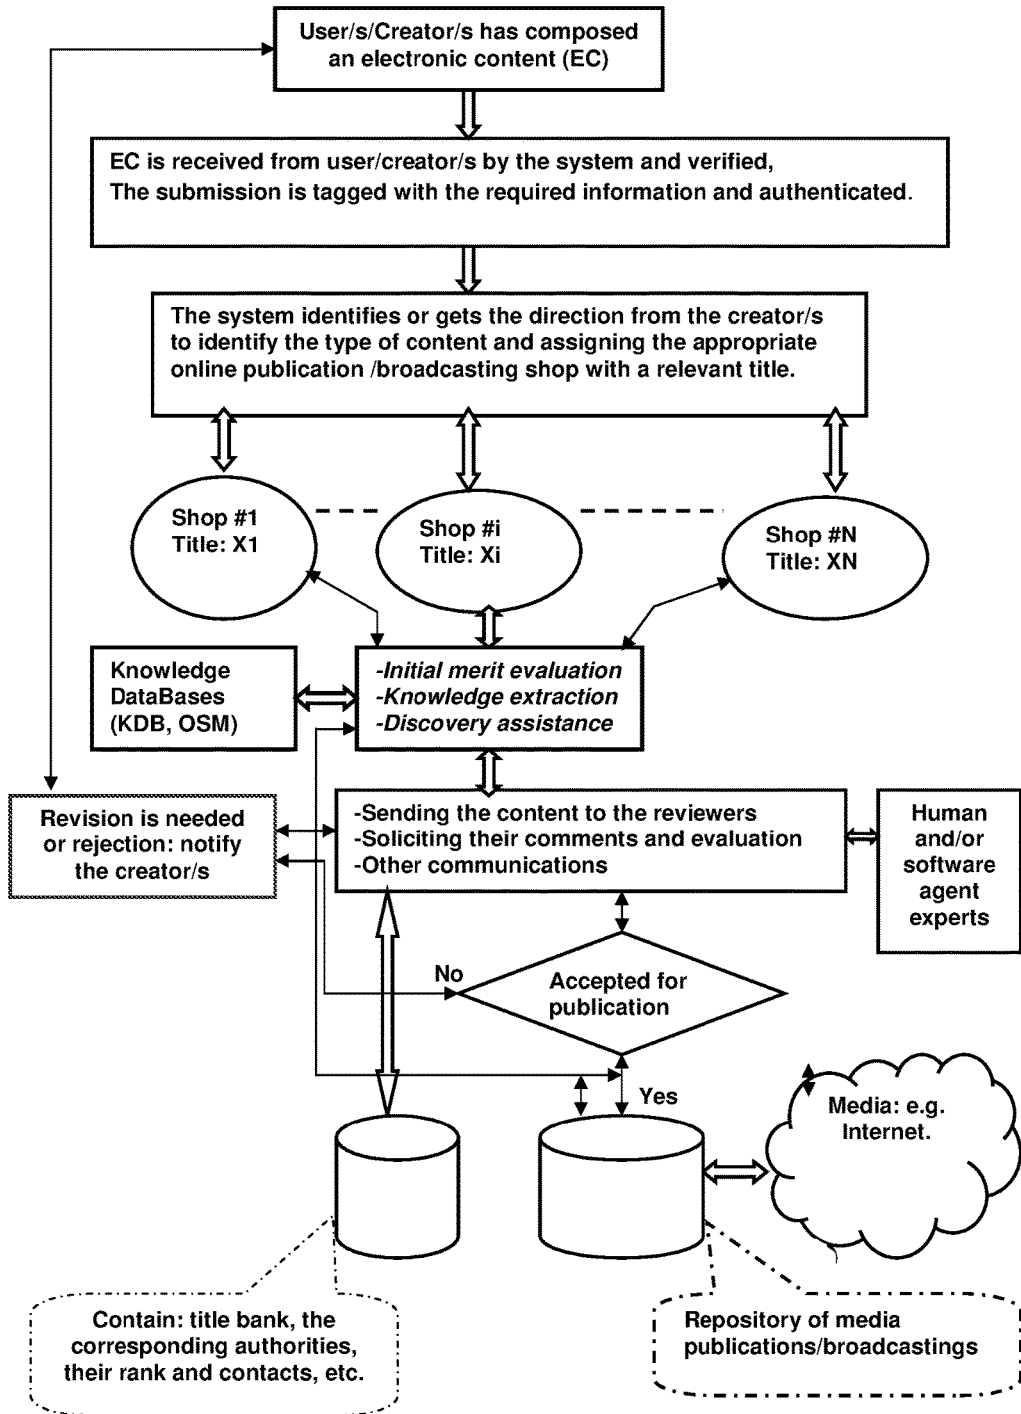 User/s/Creator/s has composed
an electronic content (EC)
EC is received from user/creator/s by the system and verified,
The submission is tagged with the required information and authenticated.
The system identifies or gets the direction from the creator/s
to identify the type of content and assigning the appropriate
online publication /broadcasting shop with a relevant title.
Shop #1
Title: X1
Shop #i
Title: Xi
Shop #N
Title: XN
Knowledge
DataBases
(KDB, OSM)
-Initial merit evaluation
-Knowledge extraction
-Discovery assistance
Revision is needed
or rejection: notify
the creator/s
-Sending the content to the reviewers
-Soliciting their comments and evaluation
-Other communications
Human
and/or
software
agent
experts
No
Accepted for
publication
Yes
Media: e.g.
Internet.
Contain: title bank, the
corresponding authorities,
their rank and contacts, etc.
Repository of media
publications/broadcastings